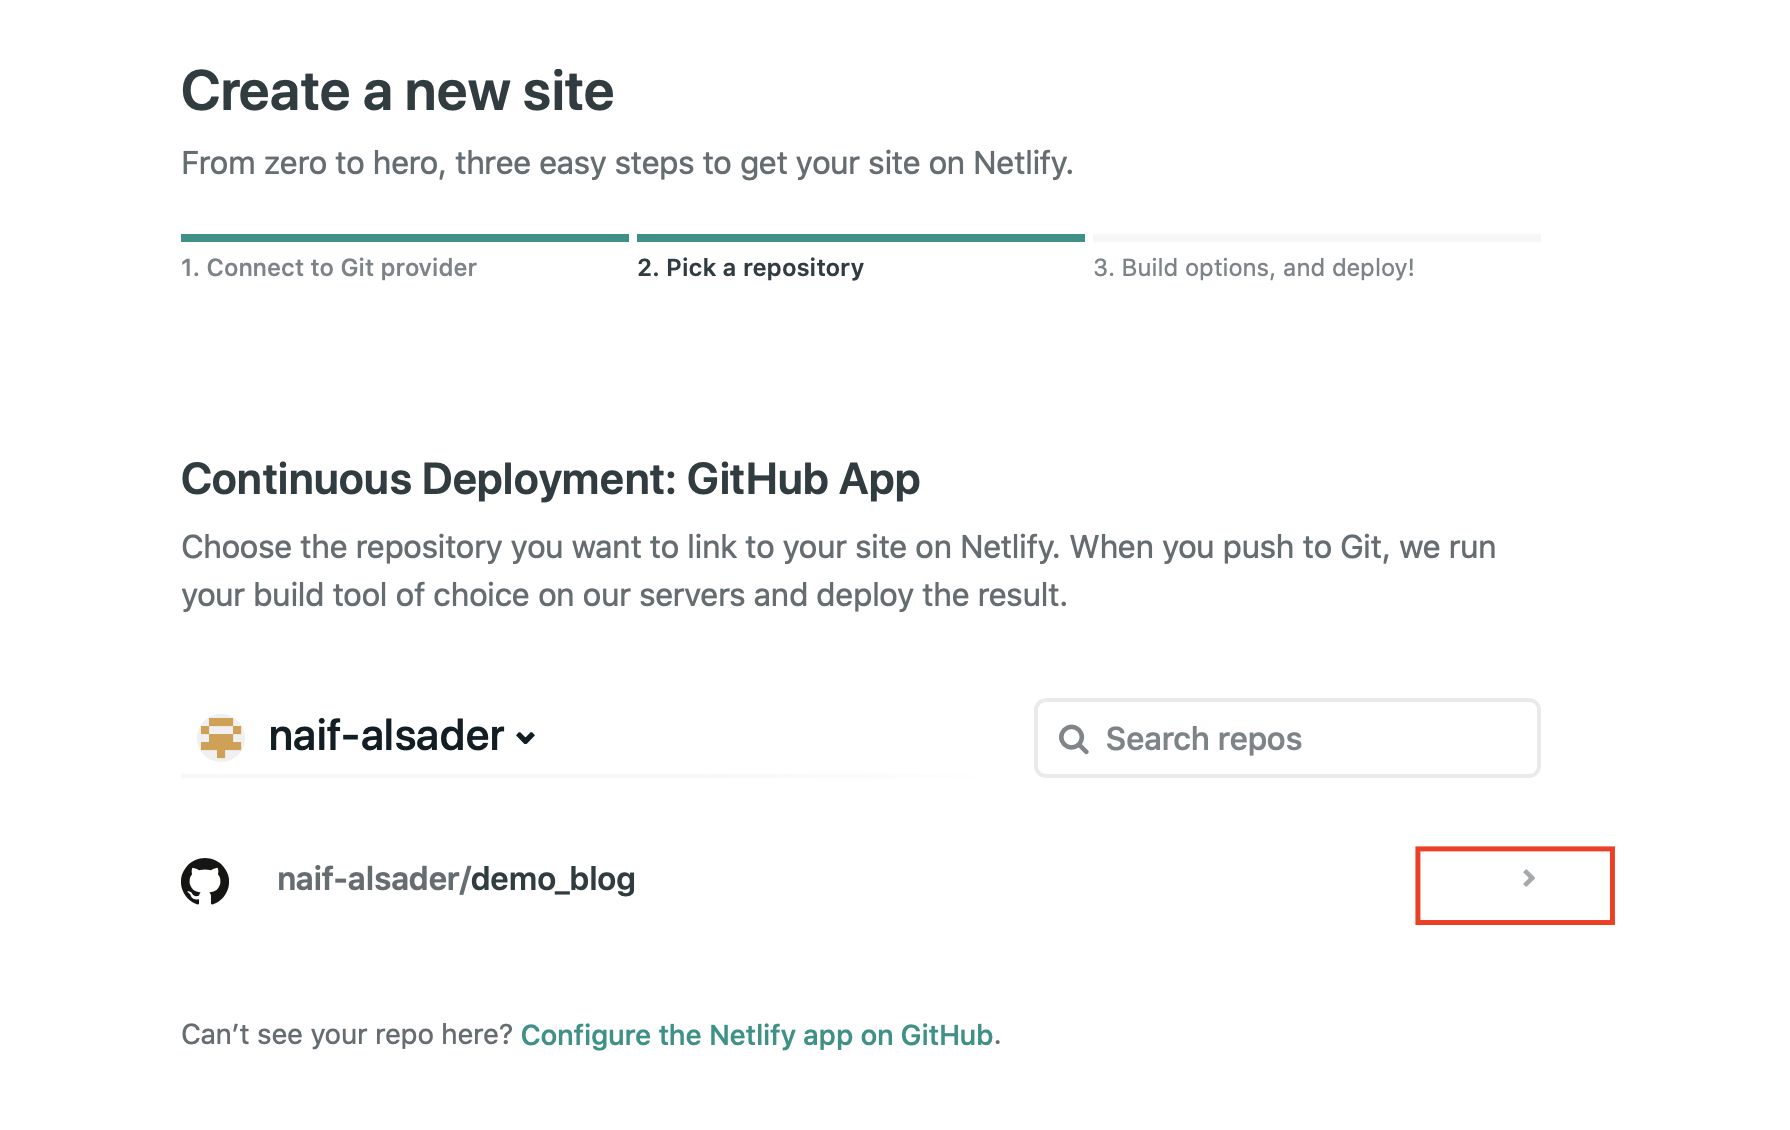 Create a new site
From zero to hero, three easy steps to get your site on Netlify.
1. Connect to Git provider
2. Pick a repository
3. Build options, and deploy!
Continuous Deployment: GitHub App
Choose the repository you want to link to your site on Netlify. When you push to Git, we run
your build tool of choice on our servers and deploy the result.
naif-alsader
Search repos
naif-alsader/demo_blog
Can’t see your repo here? Configure the Netlify app on GitHub.